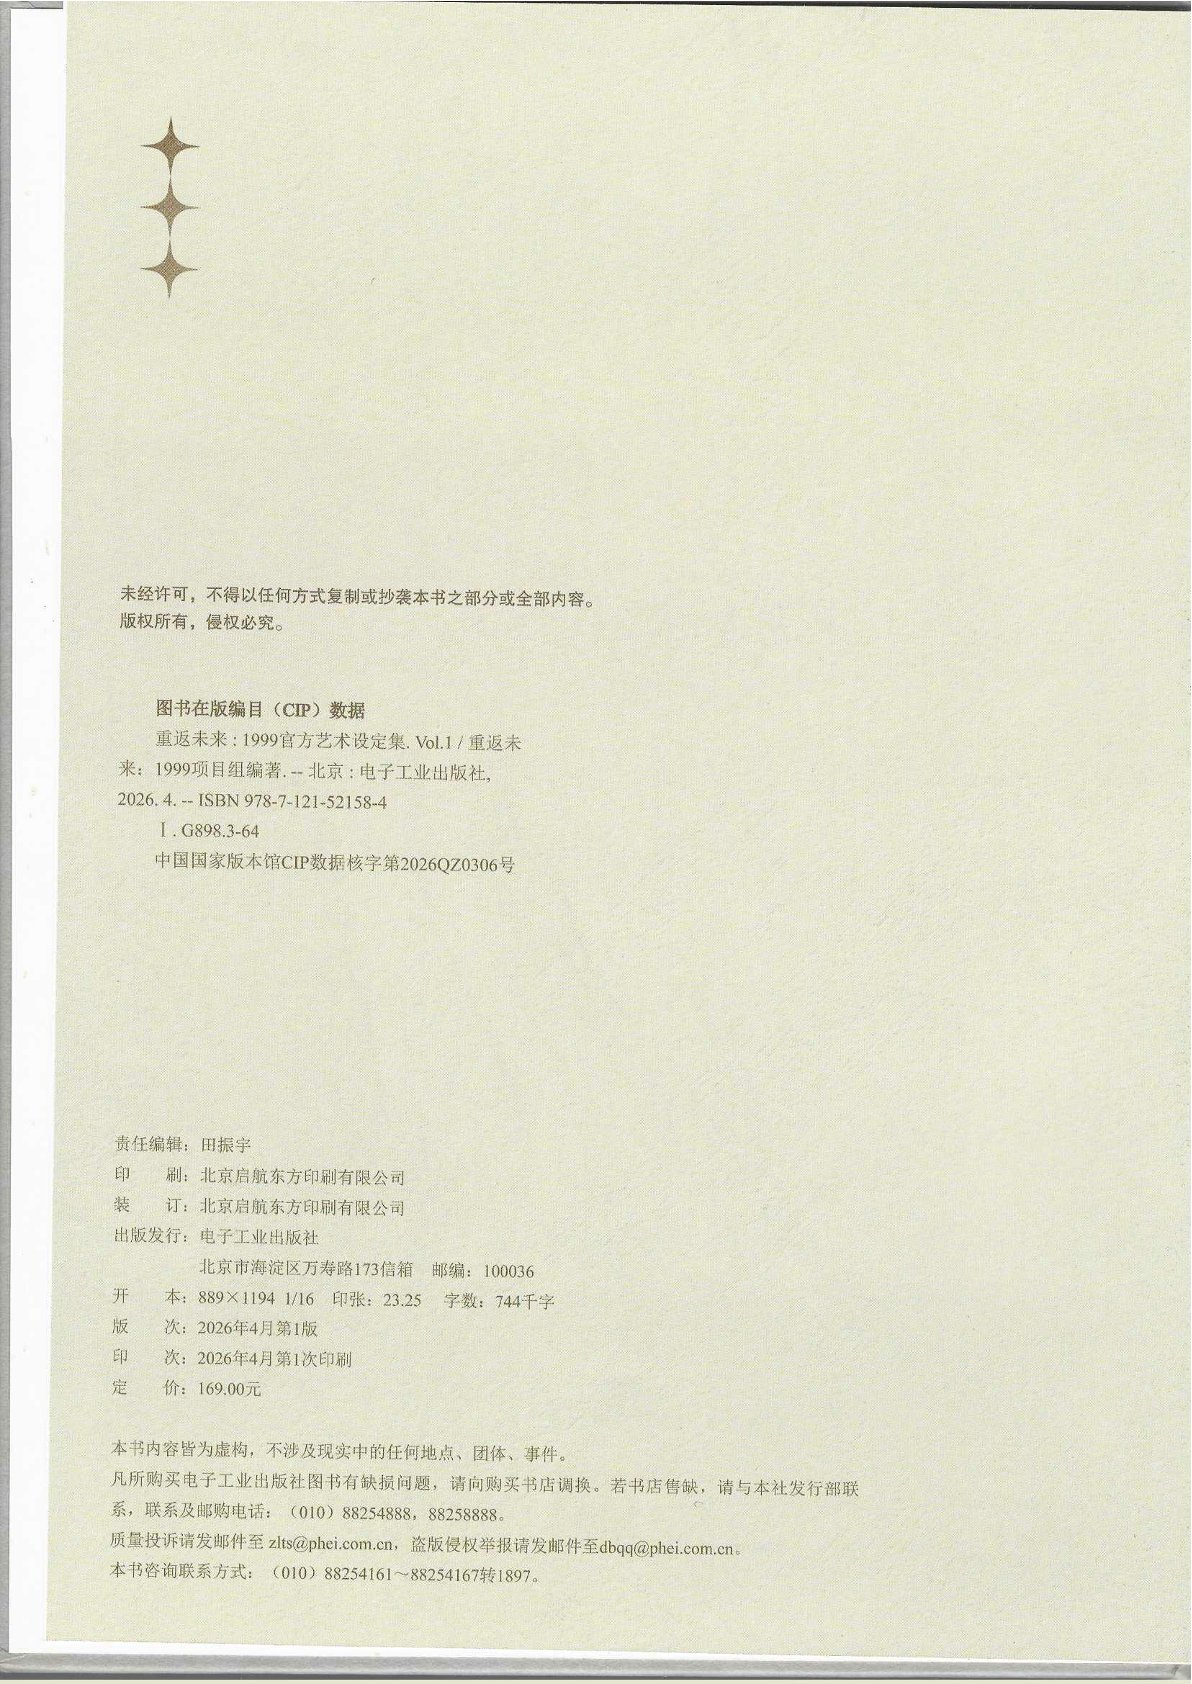 未经许可，不得以任何方式复制或抄袭本书之部分或全部内容。
版权所有，侵权必究。
图书在版编目（CIP）数据
重返未来 : 1999官方艺术设定集. Vol.1 / 重返未
来：1999项目组编著. -- 北京 : 电子工业出版社,
2026. 4. -- ISBN 978-7-121-52158-4
Ⅰ. G898.3-64
中国国家版本馆CIP数据核字第2026QZ0306号
责任编辑：田振宇
印　　刷：北京启航东方印刷有限公司
装　　订：北京启航东方印刷有限公司
出版发行：电子工业出版社
北京市海淀区万寿路173信箱　邮编：100036
开　　本：889×1194 1/16　印张：23.25　字数：744千字
版　　次：2026年4月第1版
印　　次：2026年4月第1次印刷
定　　价：169.00元
本书内容皆为虚构，不涉及现实中的任何地点、团体、事件。
凡所购买电子工业出版社图书有缺损问题，请向购买书店调换。若书店售缺，请与本社发行部联
系，联系及邮购电话：（010）88254888，88258888。
质量投诉请发邮件至 zlts@phei.com.cn，盗版侵权举报请发邮件至dbqq@phei.com.cn。
本书咨询联系方式：（010）88254161～88254167转1897。